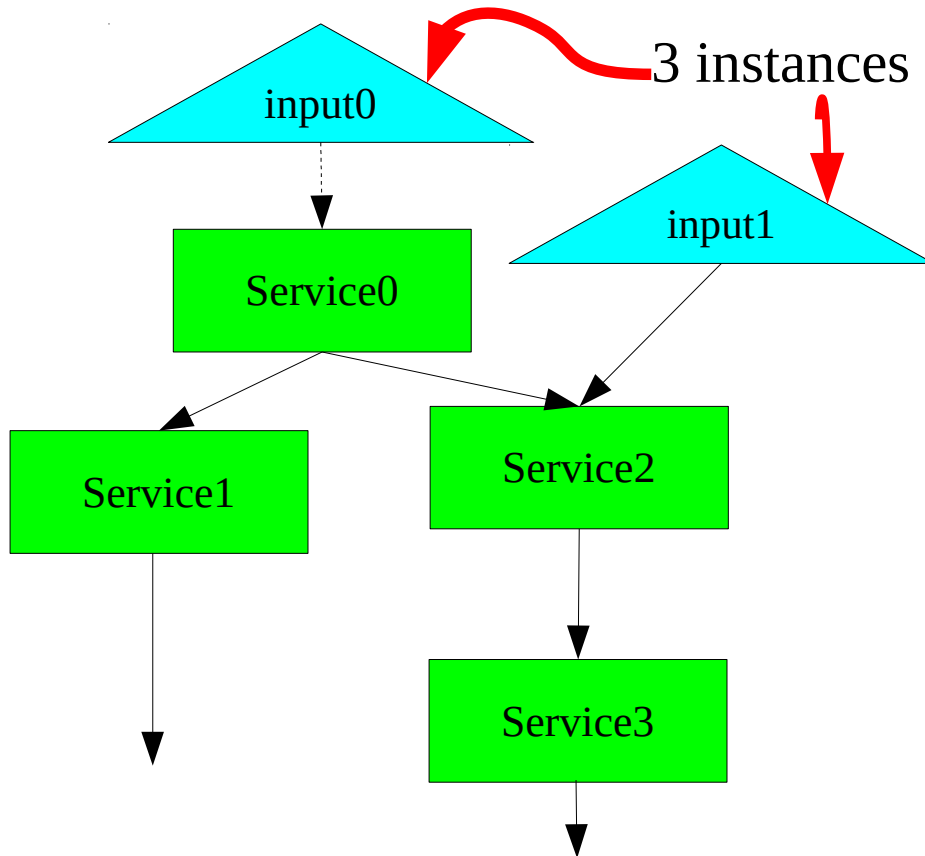 3 instances
input0
input1
Service0
Service2
Service1
Service3